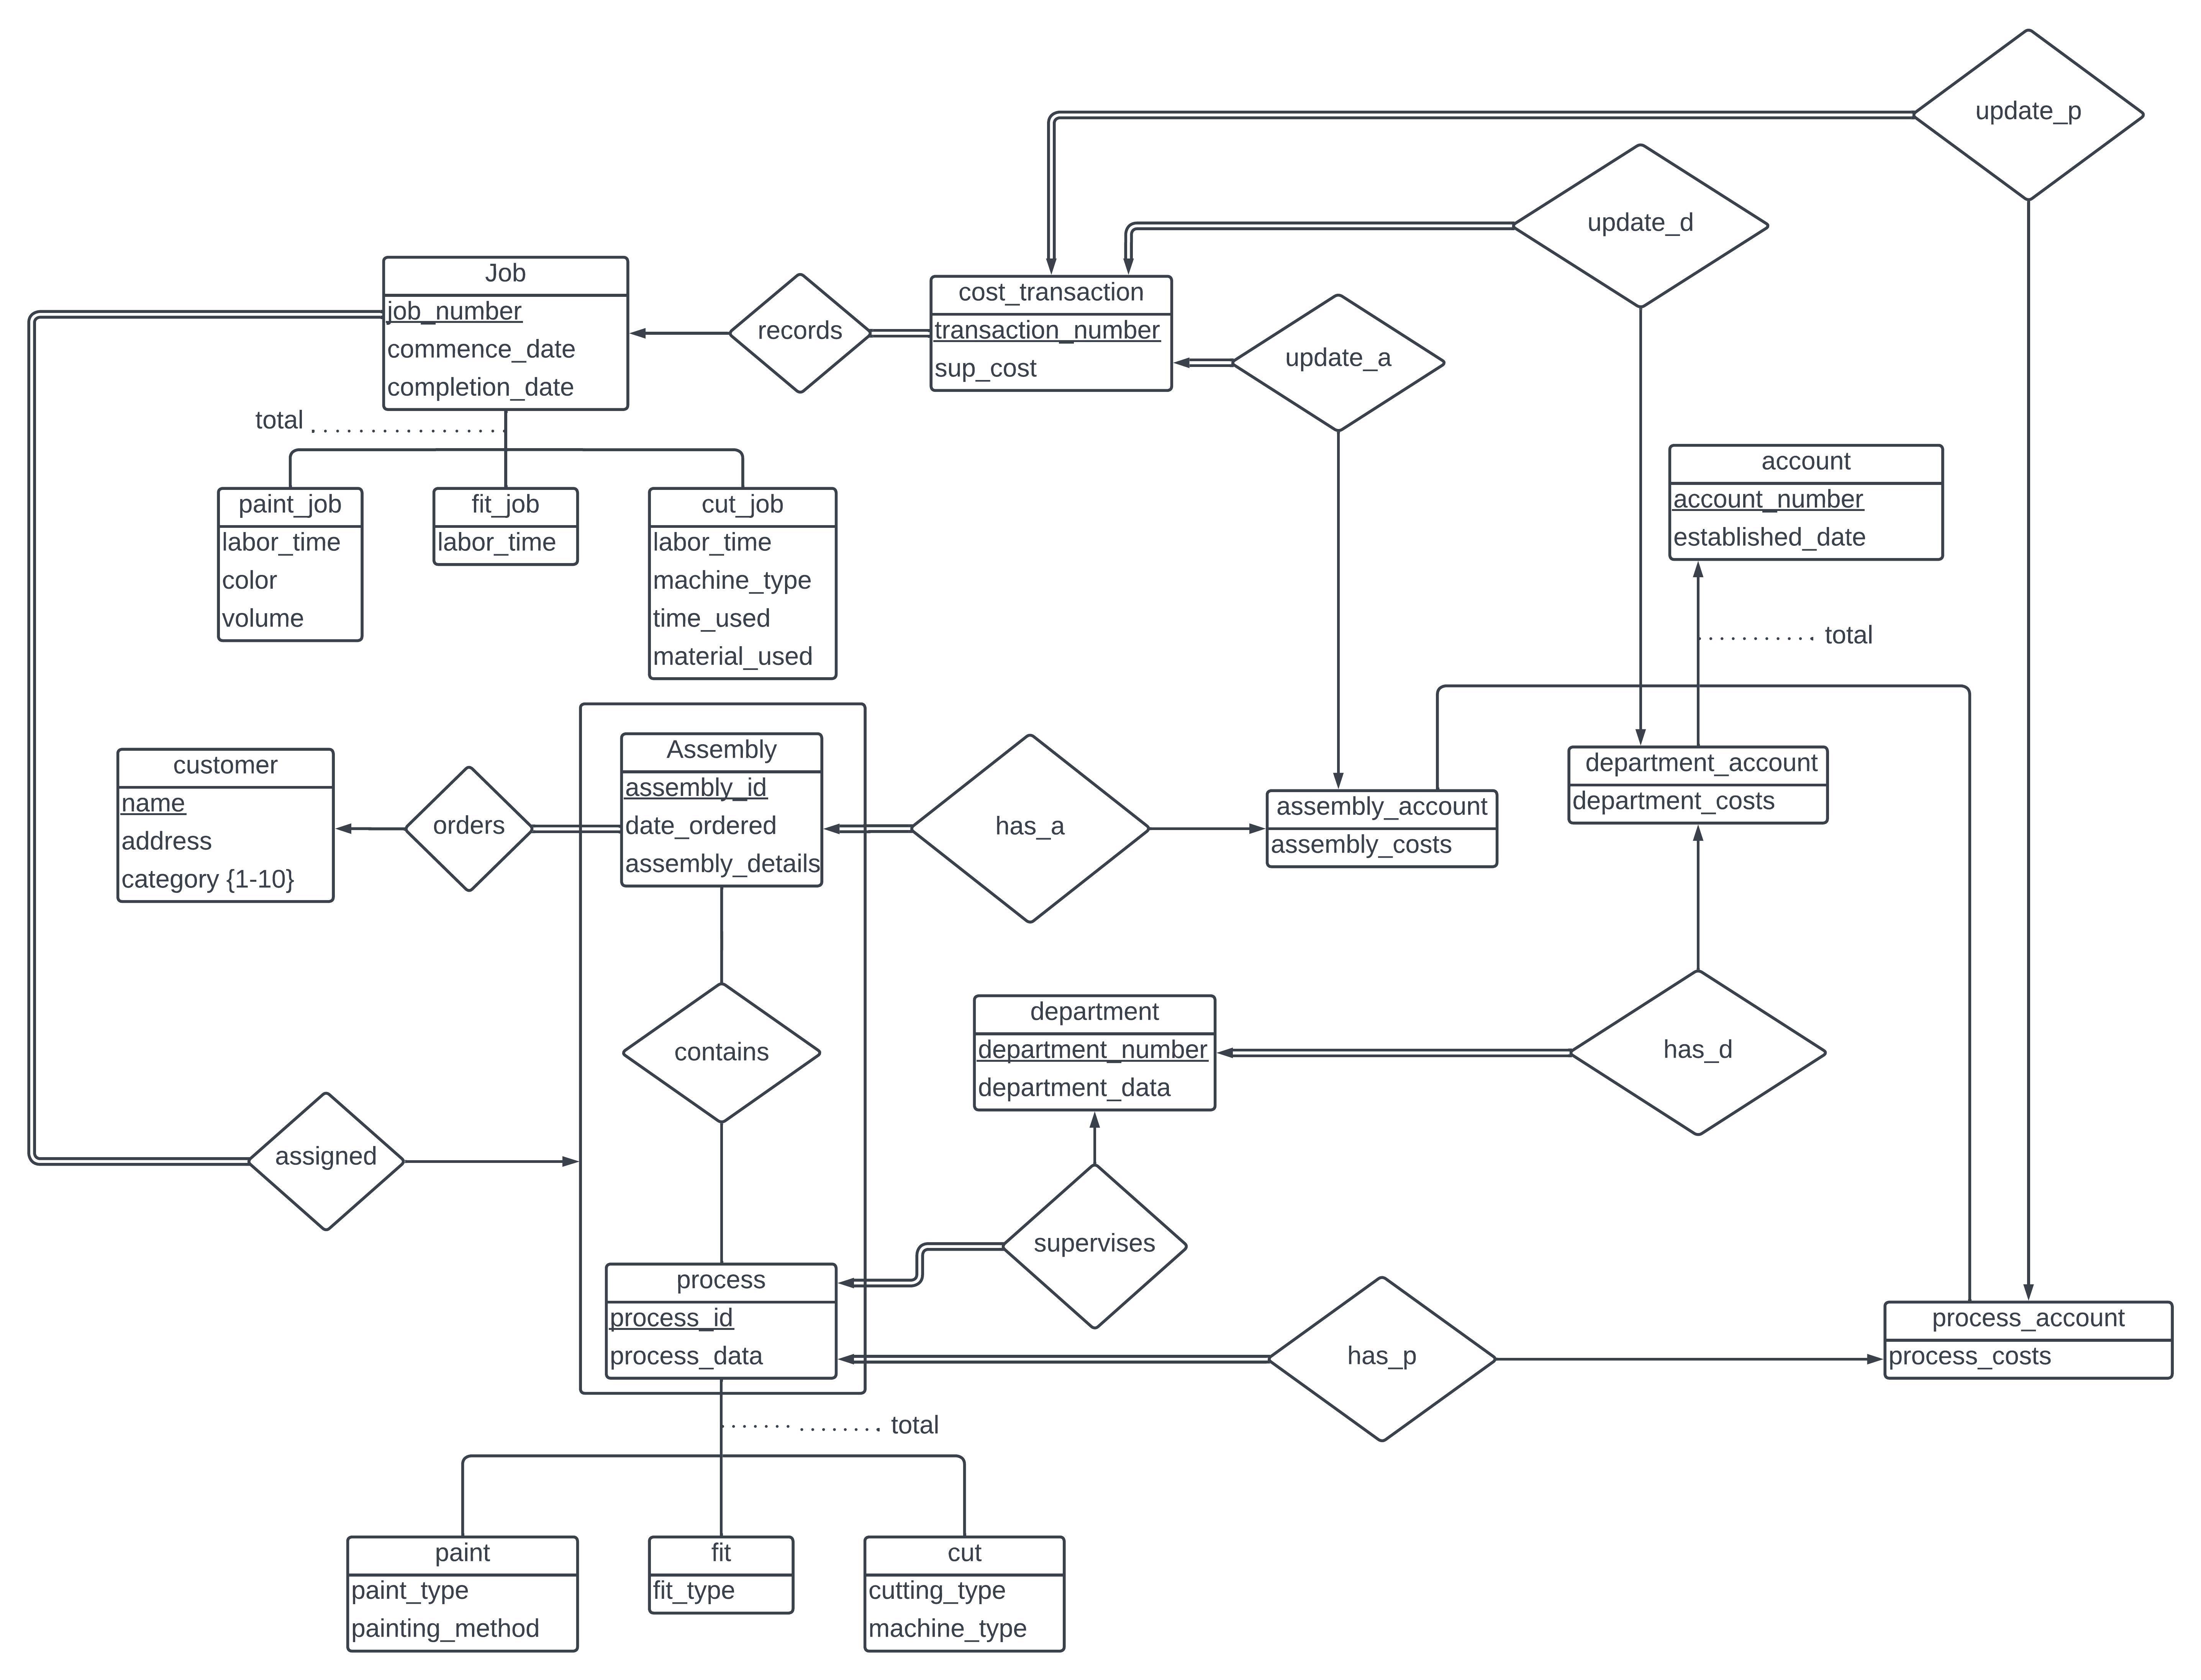 update_p
update_d
Job
job_number
commence_date
completion_date
records
cost_transaction
transaction_number
sup_cost
update_a
total
paint_job
labor_time
color
volume
fit_job
labor_time
cut_job
labor_time
machine_type
time_used
material_used
account
account_number
established_date
total
customer
name
address
category {1-10}
orders
Assembly
assembly_id
date_ordered
assembly_details
has_a
assembly_account
assembly_costs
department_account
department_costs
contains
department
department_number
department_data
has_d
assigned
supervises
process
process_id
process_data
has_p
process_account
process_costs
total
paint
paint_type
painting_method
fit
fit_type
cut
cutting_type
machine_type